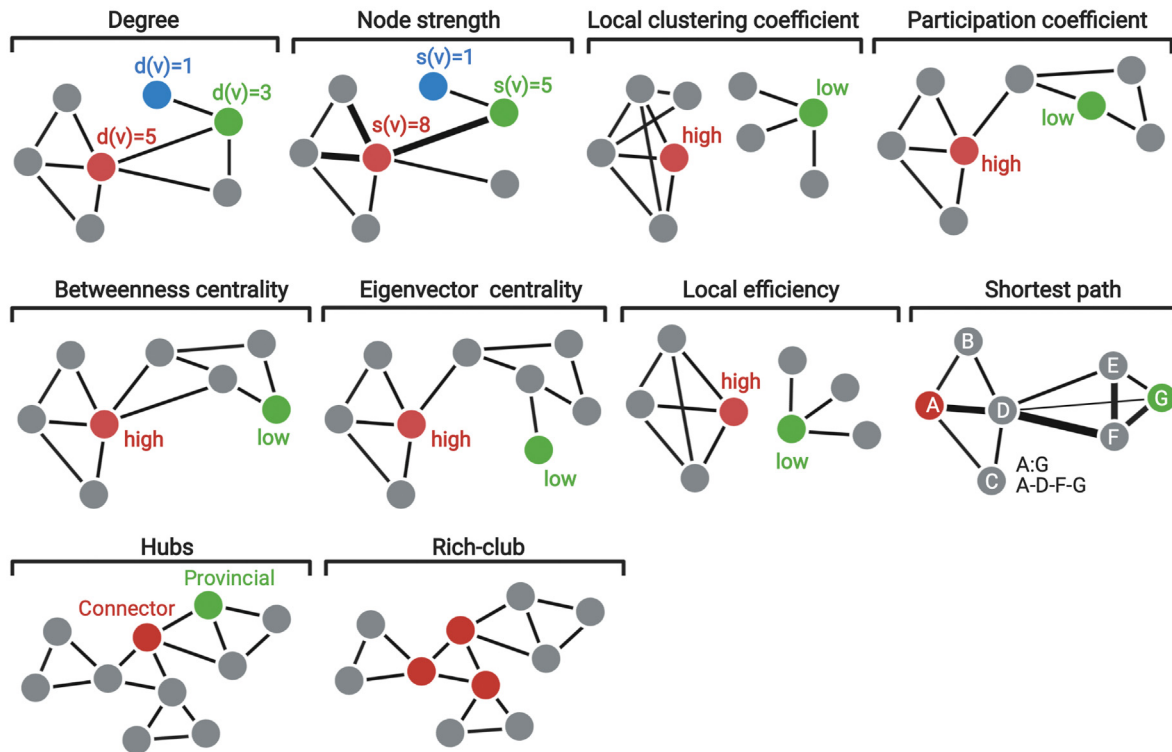 Degree
Node strength
Local clustering coefficient
Participation coefficient
d(v)=1
d(v)=3
d(v)=5
s(v)=1
s(v)=5
s(v)=8
high
low
high
low
Betweenness centrality
Eigenvector centrality
Local efficiency
Shortest path
high
low
high
low
high
low
B
E
A
D
G
F
C
A:G
A-D-F-G
Hubs
Rich-club
Provincial
Connector